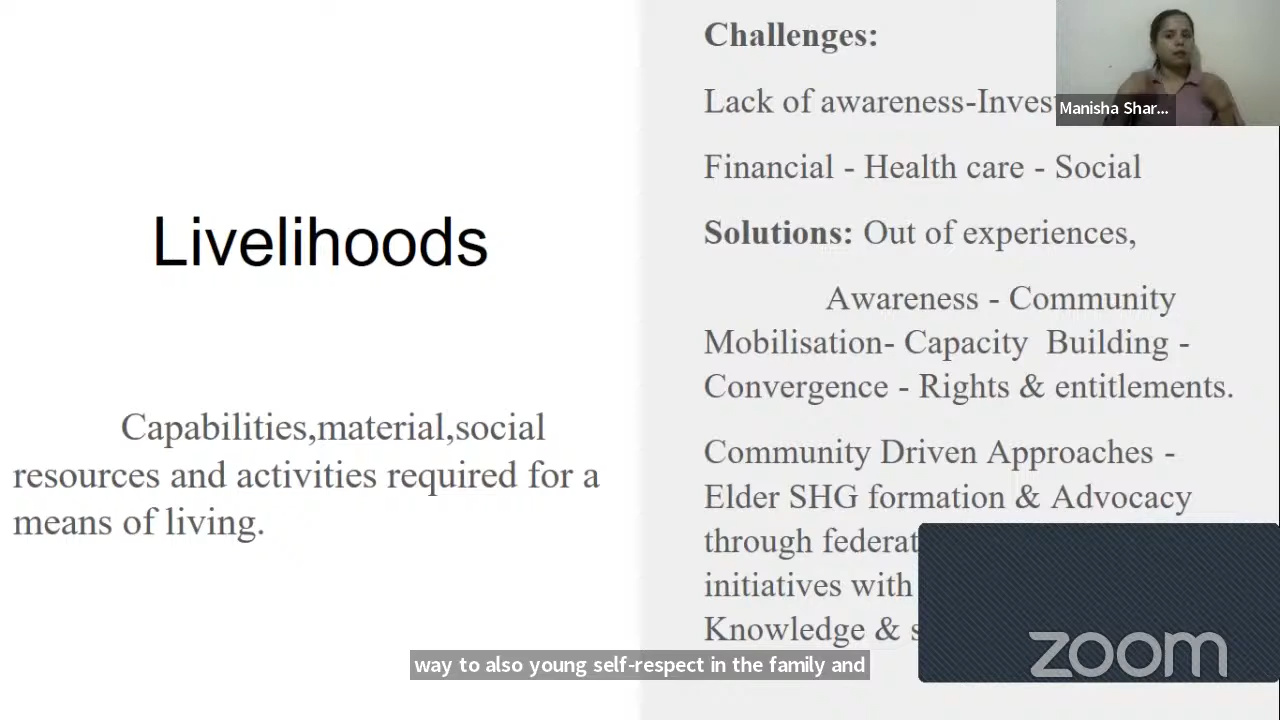 Livelihoods
Capabilities,material,social
resources and activities required for a
means of living.
Challenges:
Lack of awareness-Inves
Financial - Health care - Social
Solutions: Out of experiences,
Awareness - Community
Mobilisation- Capacity Building -
Convergence - Rights & entitlements.
Community Driven Approaches -
Elder SHG formation & Advocacy
through federat
initiatives with
Knowledge & s
Manisha Shar...
zoom
way to also young self-respect in the family and